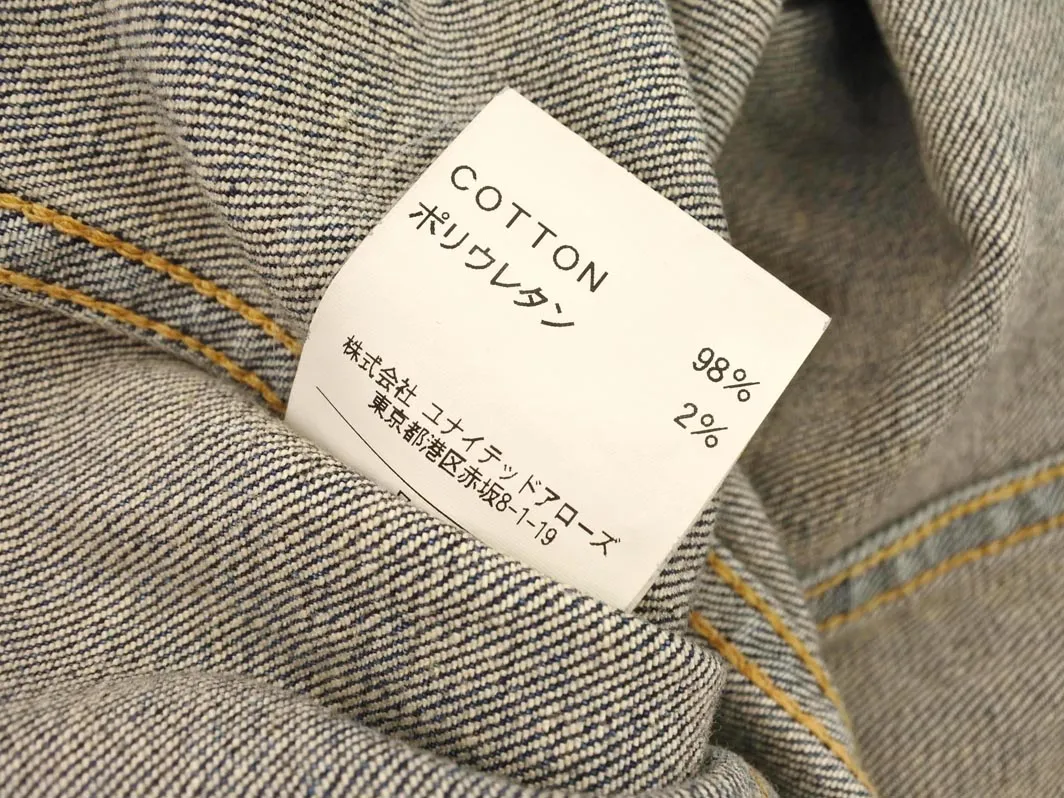 COTTON 98%
ポリウレタン 2%
株式会社 ユナイテッドアローズ
東京都港区赤坂8-1-19